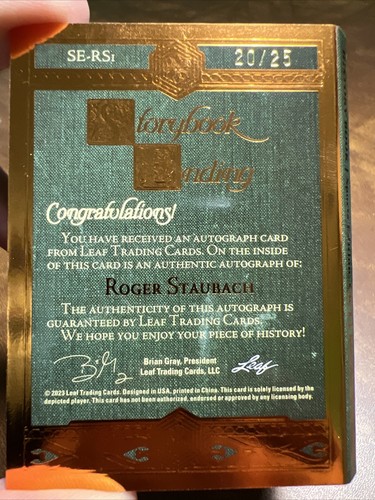 SE-RS1
20/25
Storybook
Ending
Congratulations!
You have received an autograph card
from Leaf Trading Cards. On the inside
of this card is an authentic autograph of:
Roger Staubach
The authenticity of this autograph is
guaranteed by Leaf Trading Cards.
We hope you enjoy your piece of history!
Brian Gray, President
Leaf Trading Cards, LLC
Leaf
© 2023 Leaf Trading Cards. Designed in USA, printed in China. This card is solely licensed by the
depicted player. This card has not been authorized, endorsed or approved by any licensing body.